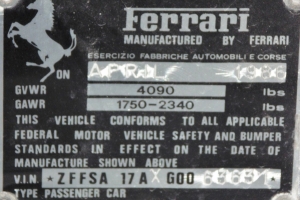 Ferrari
MANUFACTURED BY FERRARI
ESERCIZIO FABBRICHE AUTOMOBILI E CORSE
ON
GVWR 4090 lbs
GAWR 1750-2340 lbs
THIS VEHICLE CONFORMS TO ALL APPLICABLE
FEDERAL MOTOR VEHICLE SAFETY AND BUMPER
STANDARDS IN EFFECT ON THE DATE OF
MANUFACTURE SHOWN ABOVE
V.I.N. *ZFFSA 17A G00
TYPE PASSENGER CAR